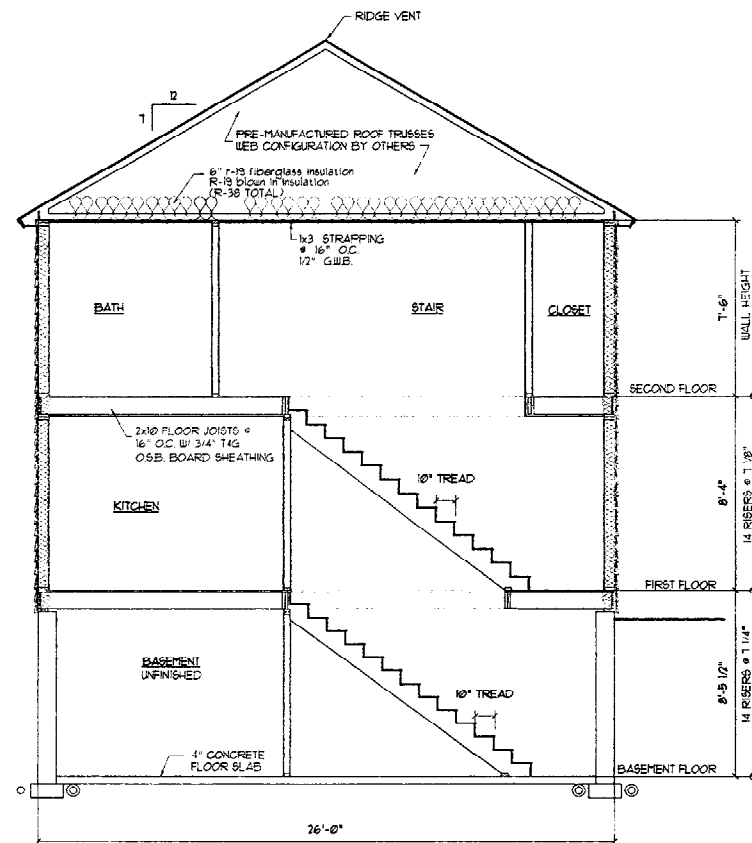 RIDGE VENT
12
7
PRE-MANUFACTURED ROOF TRUSSES
WEB CONFIGURATION BY OTHERS
6" r-19 fiberglass insulation
R-19 blown in insulation
(R-38 TOTAL)
1x3 STRAPPING
@ 16" O.C.
1/2" G.W.B.
BATH
STAIR
CLOSET
7'-6"
WALL HEIGHT
SECOND FLOOR
2x10 FLOOR JOISTS @
16" O.C. W/ 3/4" T4G
O.S.B. BOARD SHEATHING
10" TREAD
KITCHEN
8'-4"
14 RISERS @ 7 1/8"
FIRST FLOOR
BASEMENT
UNFINISHED
10" TREAD
8'-5 1/2"
14 RISERS @ 7 1/4"
4" CONCRETE
FLOOR SLAB
BASEMENT FLOOR
26'-0"